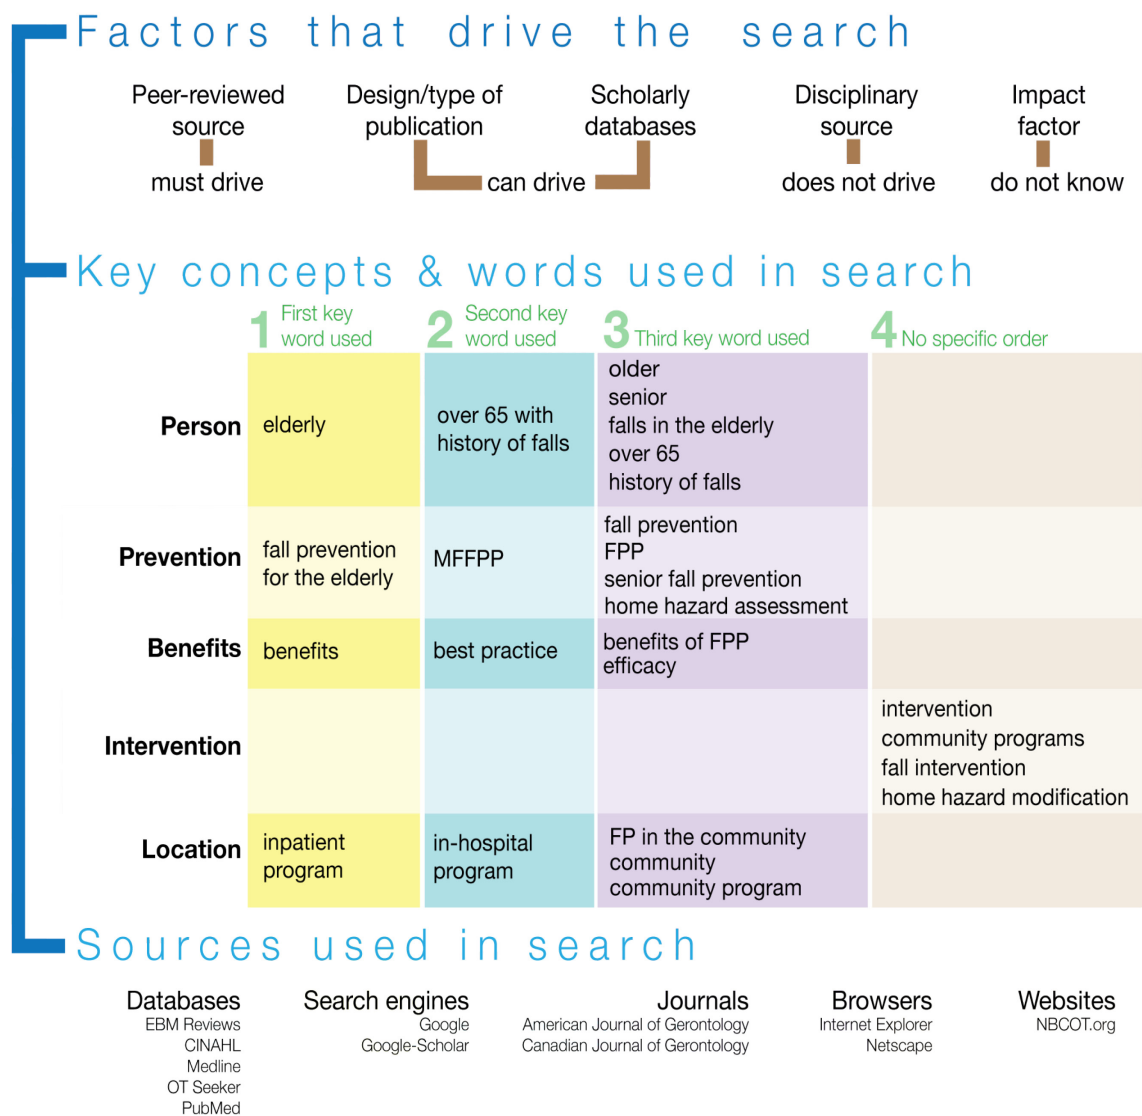 Factors that drive the search
Peer-reviewed
source
must drive
Design/type of
publication
Scholarly
databases
can drive
Disciplinary
source
does not drive
Impact
factor
do not know
Key concepts & words used in search
1 First key
word used
2 Second key
word used
3 Third key word used
4 No specific order
Person
elderly
over 65 with
history of falls
older
senior
falls in the elderly
over 65
history of falls
Prevention
fall prevention
for the elderly
MFFPP
fall prevention
FPP
senior fall prevention
home hazard assessment
Benefits
benefits
best practice
benefits of FPP
efficacy
Intervention
intervention
community programs
fall intervention
home hazard modification
Location
inpatient
program
in-hospital
program
FP in the community
community
community program
Sources used in search
Databases
EBM Reviews
CINAHL
Medline
OT Seeker
PubMed
Search engines
Google
Google-Scholar
Journals
American Journal of Gerontology
Canadian Journal of Gerontology
Browsers
Internet Explorer
Netscape
Websites
NBCOT.org